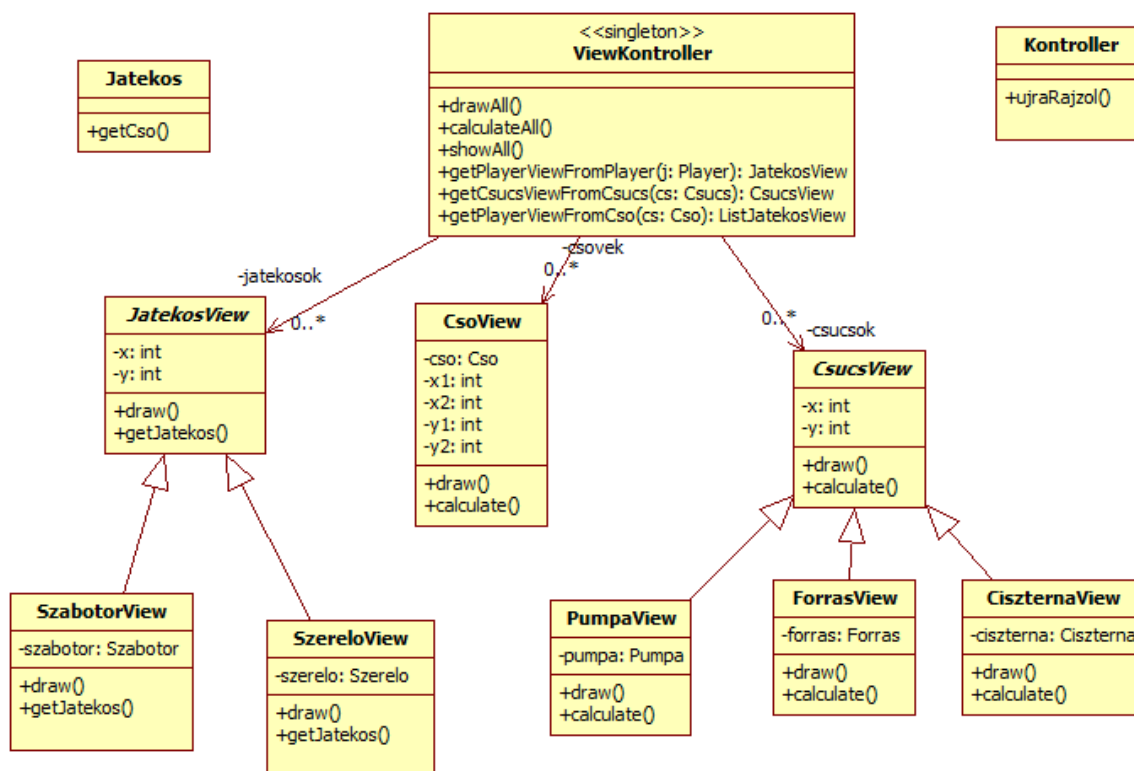 Jatekos
+getCso()
<<singleton>>
ViewKontroller
+drawAll()
+calculateAll()
+showAll()
+getPlayerViewFromPlayer(j: Player): JatekosView
+getCsucsViewFromCsucs(cs: Csucs): CsucsView
+getPlayerViewFromCso(cs: Cso): ListJatekosView
Kontroller
+ujraRajzol()
-jatekosok
0..*
-csovek
0..*
0..*
-csucsok
JatekosView
-x: int
-y: int
+draw()
+getJatekos()
CsoView
-cso: Cso
-x1: int
-x2: int
-y1: int
-y2: int
+draw()
+calculate()
CsucsView
-x: int
-y: int
+draw()
+calculate()
SzabotorView
-szabotor: Szabotor
+draw()
+getJatekos()
SzereloView
-szerelo: Szerelo
+draw()
+getJatekos()
PumpaView
-pumpa: Pumpa
+draw()
+calculate()
ForrasView
-forras: Forras
+draw()
+calculate()
CiszternaView
-ciszterna: Ciszterna
+draw()
+calculate()